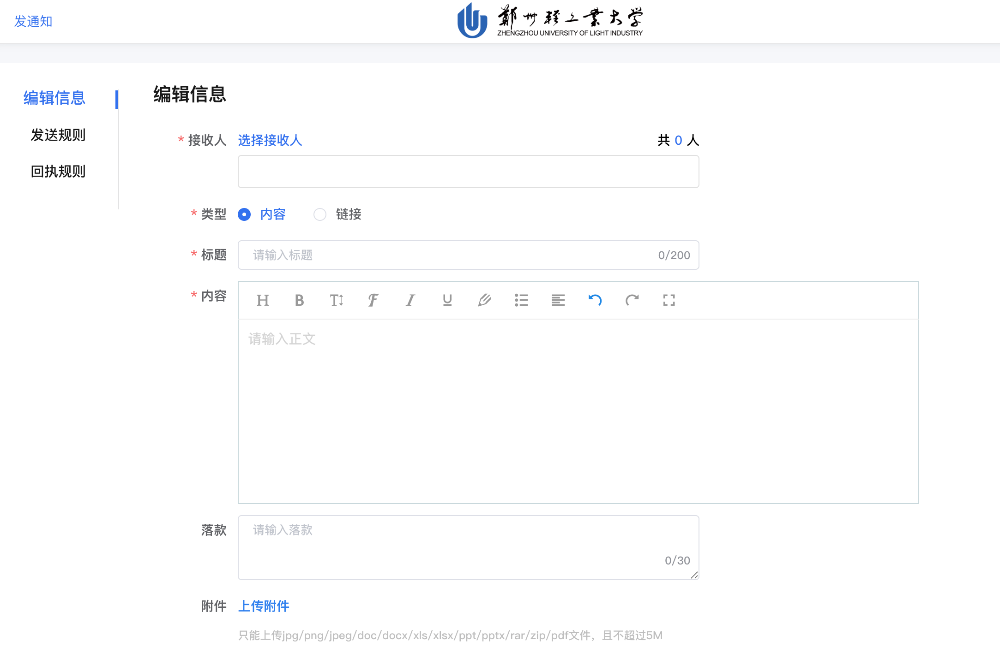 发通知
郑州轻工业大学
ZHENGZHOU UNIVERSITY OF LIGHT INDUSTRY
编辑信息
发送规则
回执规则
编辑信息
* 接收人 选择接收人 共 0 人
* 类型 内容 链接
* 标题 请输入标题 0/200
* 内容 H B T F I U
请输入正文
落款 请输入落款
0/30
附件 上传附件
只能上传jpg/png/jpeg/doc/docx/xls/xlsx/ppt/pptx/rar/zip/pdf文件，且不超过5M